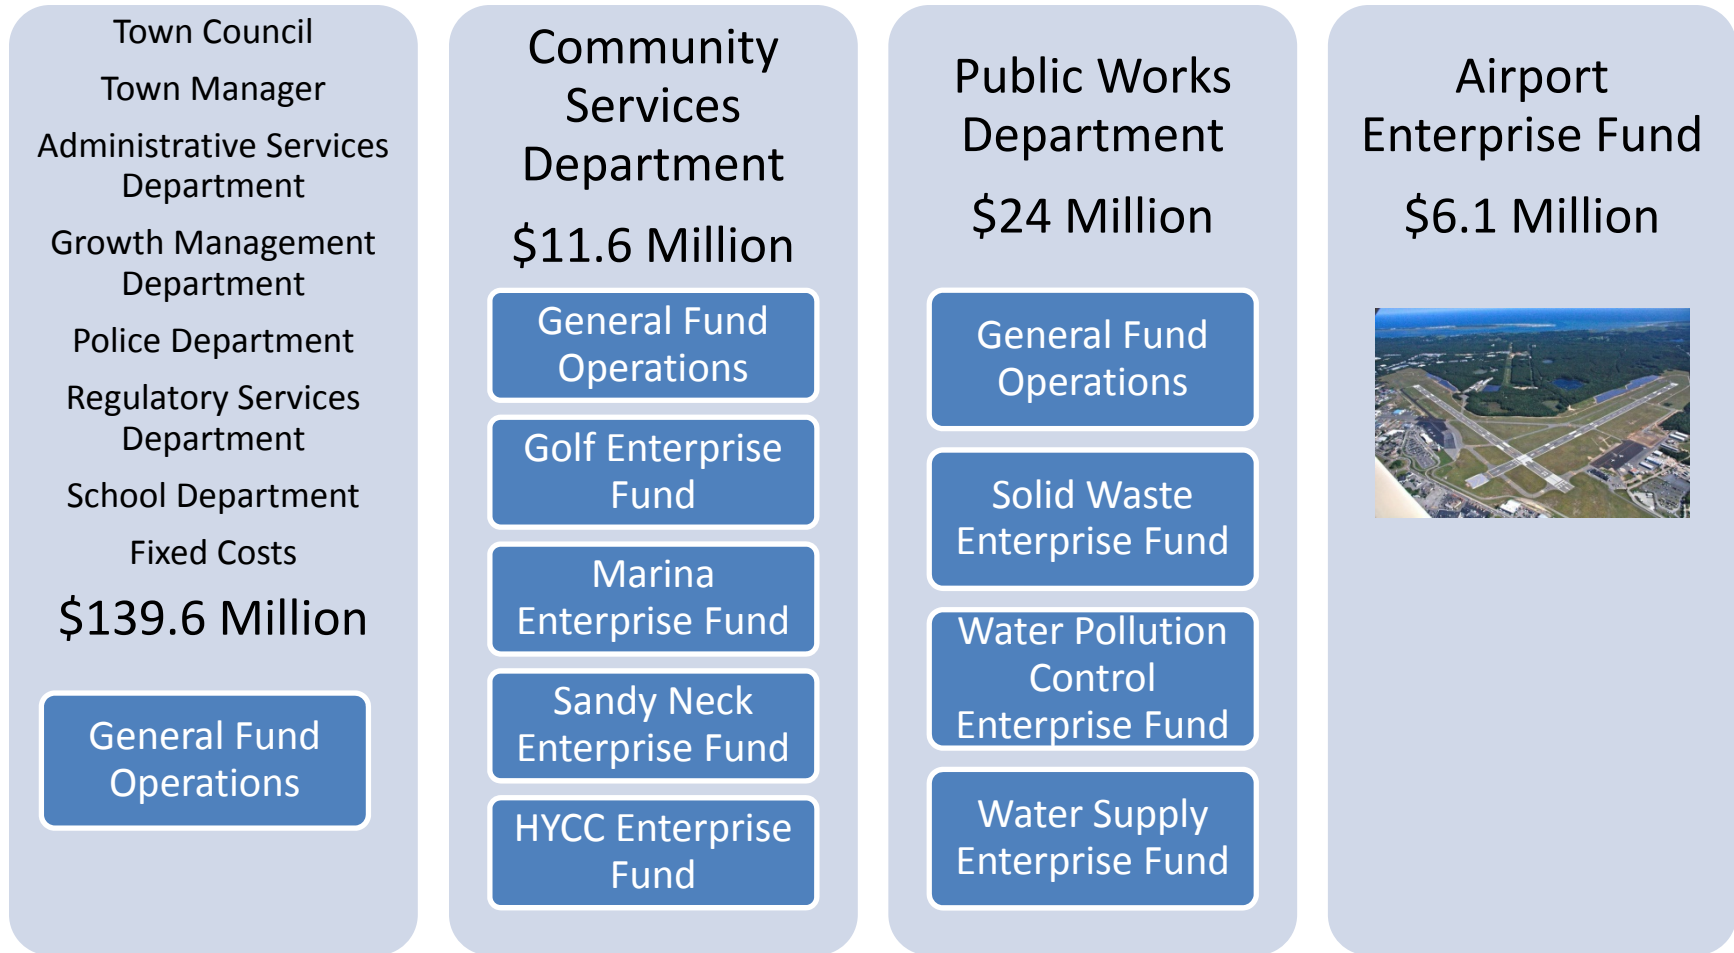 Town Council
Town Manager
Administrative Services
Department
Growth Management
Department
Police Department
Regulatory Services
Department
School Department
Fixed Costs
$139.6 Million
General Fund
Operations
Community
Services
Department
$11.6 Million
General Fund
Operations
Golf Enterprise
Fund
Marina
Enterprise Fund
Sandy Neck
Enterprise Fund
HYCC Enterprise
Fund
Public Works
Department
$24 Million
General Fund
Operations
Solid Waste
Enterprise Fund
Water Pollution
Control
Enterprise Fund
Water Supply
Enterprise Fund
Airport
Enterprise Fund
$6.1 Million